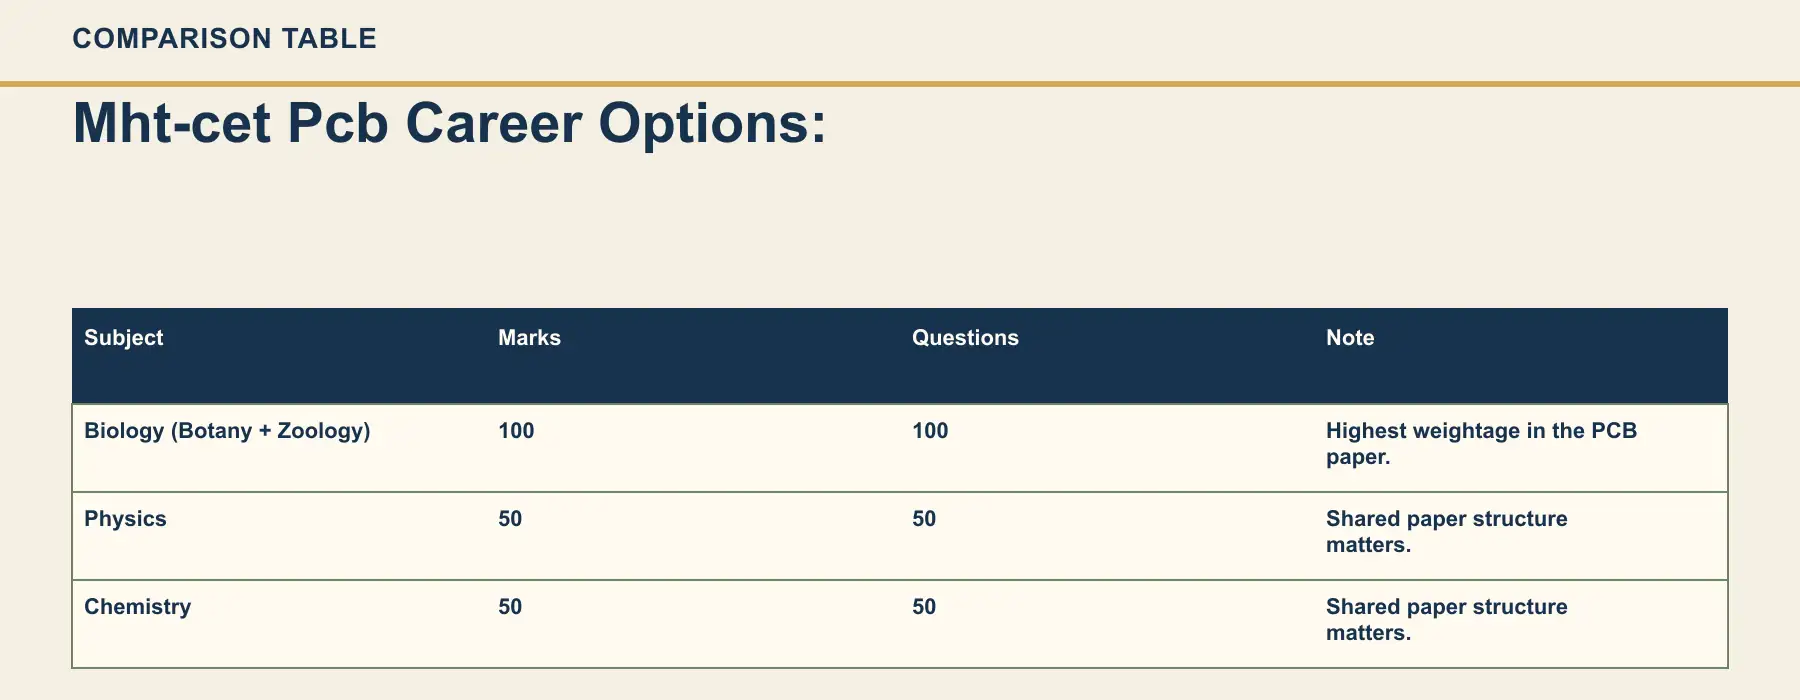 COMPARISON TABLE
Mht-cet Pcb Career Options:
Subject Marks Questions Note
Biology (Botany + Zoology) 100 100 Highest weightage in the PCB
paper.
Physics 50 50 Shared paper structure
matters.
Chemistry 50 50 Shared paper structure
matters.